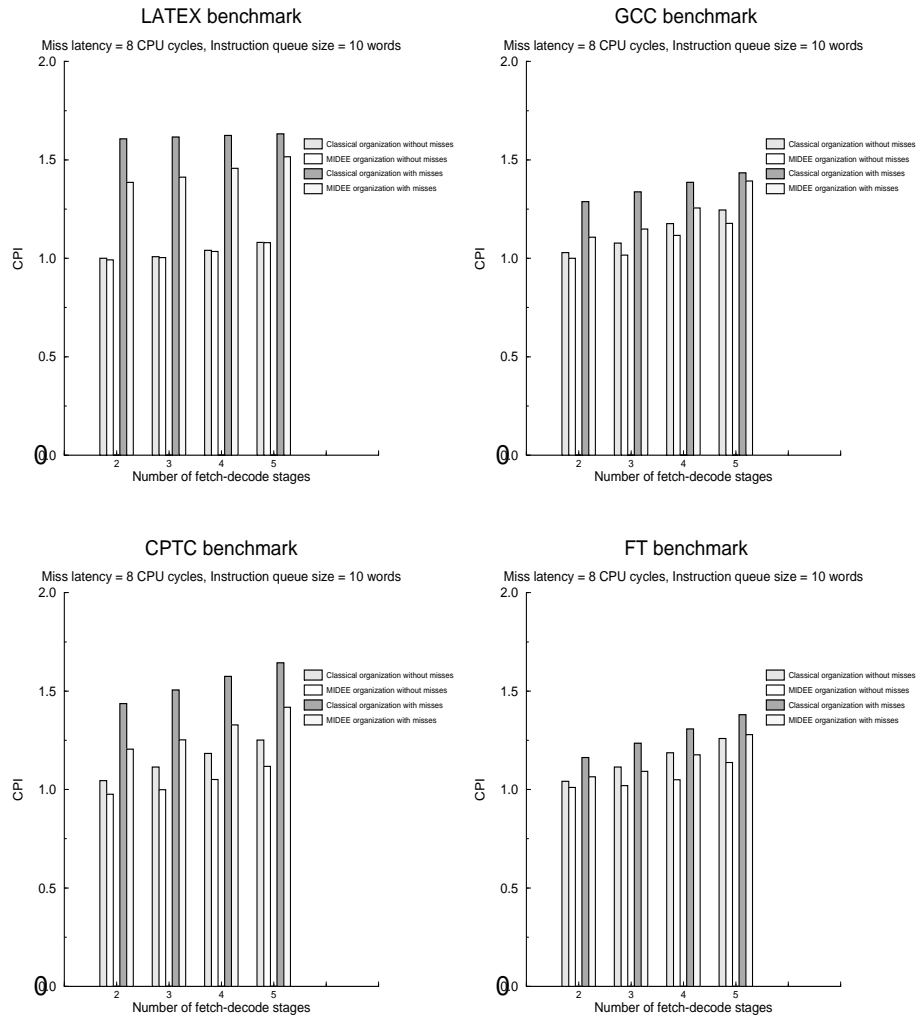 LATEX benchmark
Miss latency = 8 CPU cycles, Instruction queue size = 10 words
2.0
1.5
1.0
0.5
0.0
0
CPI
2 3 4 5
Number of fetch-decode stages
Classical organization without misses
MIDEE organization without misses
Classical organization with misses
MIDEE organization with misses
GCC benchmark
Miss latency = 8 CPU cycles, Instruction queue size = 10 words
2.0
1.5
1.0
0.5
0.0
0
CPI
2 3 4 5
Number of fetch-decode stages
Classical organization without misses
MIDEE organization without misses
Classical organization with misses
MIDEE organization with misses
CPTC benchmark
Miss latency = 8 CPU cycles, Instruction queue size = 10 words
2.0
1.5
1.0
0.5
0.0
0
CPI
2 3 4 5
Number of fetch-decode stages
Classical organization without misses
MIDEE organization without misses
Classical organization with misses
MIDEE organization with misses
FT benchmark
Miss latency = 8 CPU cycles, Instruction queue size = 10 words
2.0
1.5
1.0
0.5
0.0
0
CPI
2 3 4 5
Number of fetch-decode stages
Classical organization without misses
MIDEE organization without misses
Classical organization with misses
MIDEE organization with misses